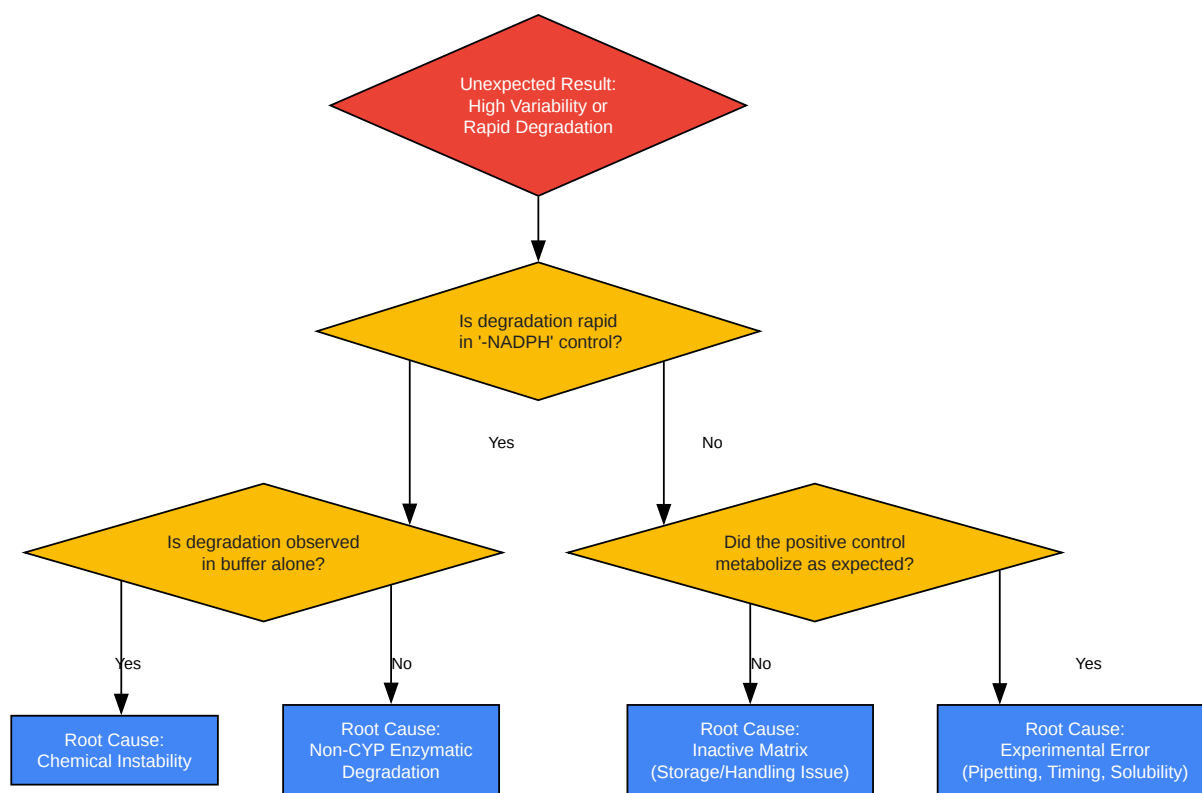 Unexpected Result:
High Variability or
Rapid Degradation
Is degradation rapid
in '-NADPH' control?
Yes
No
Is degradation observed
in buffer alone?
Did the positive control
metabolize as expected?
Yes
No
No
Yes
Root Cause:
Chemical Instability
Root Cause:
Non-CYP Enzymatic
Degradation
Root Cause:
Inactive Matrix
(Storage/Handling Issue)
Root Cause:
Experimental Error
(Pipetting, Timing, Solubility)